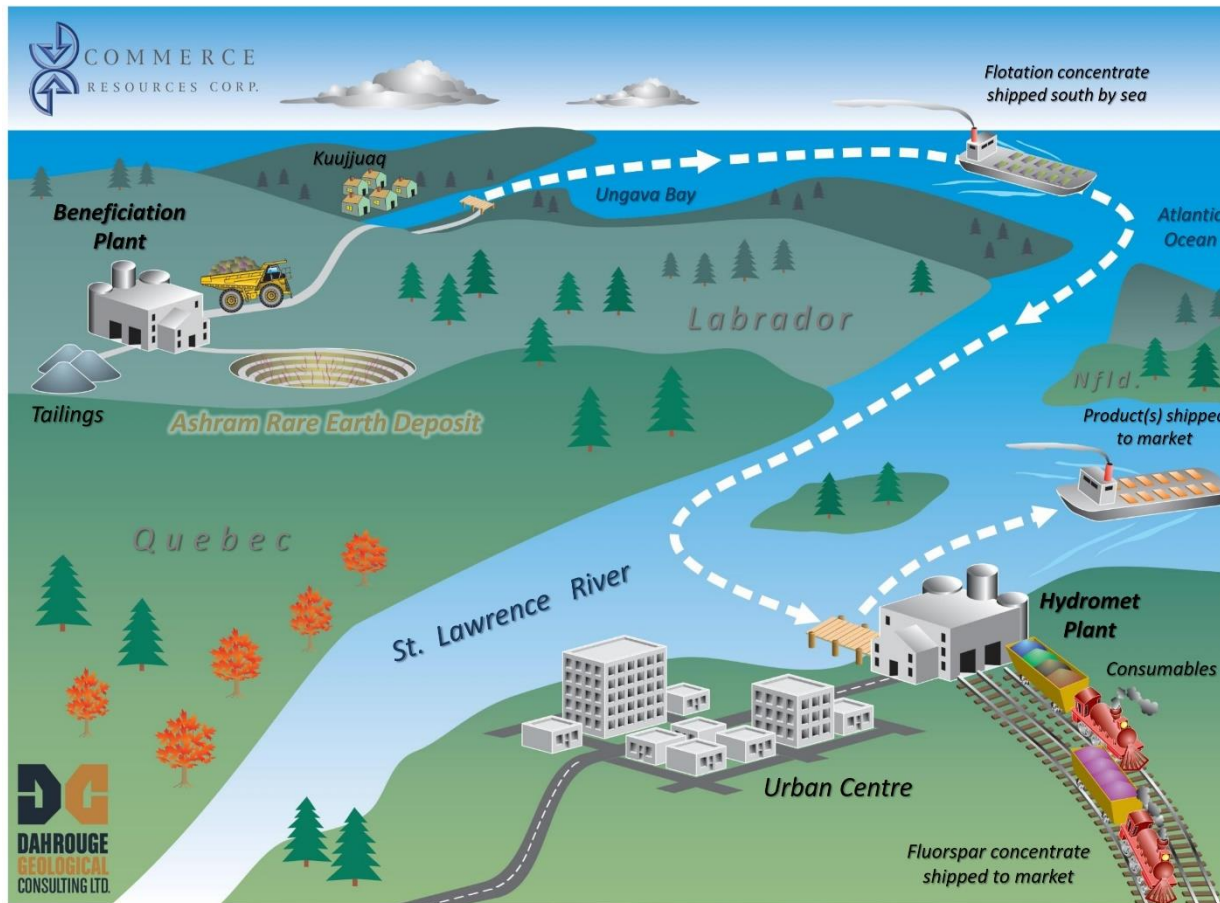 COMMERCE
RESOURCES CORP.
Flotation concentrate
shipped south by sea
Kuujjuaq
Ungava Bay
Beneficiation
Plant
Atlantic
Ocean
Labrador
Nfld.
Tailings
Ashram Rare Earth Deposit
Product(s) shipped
to market
Quebec
St. Lawrence River
Hydromet
Plant
Consumables
Urban Centre
DAHROUGE
GEOLOGICAL
CONSULTING LTD.
Fluorspar concentrate
shipped to market